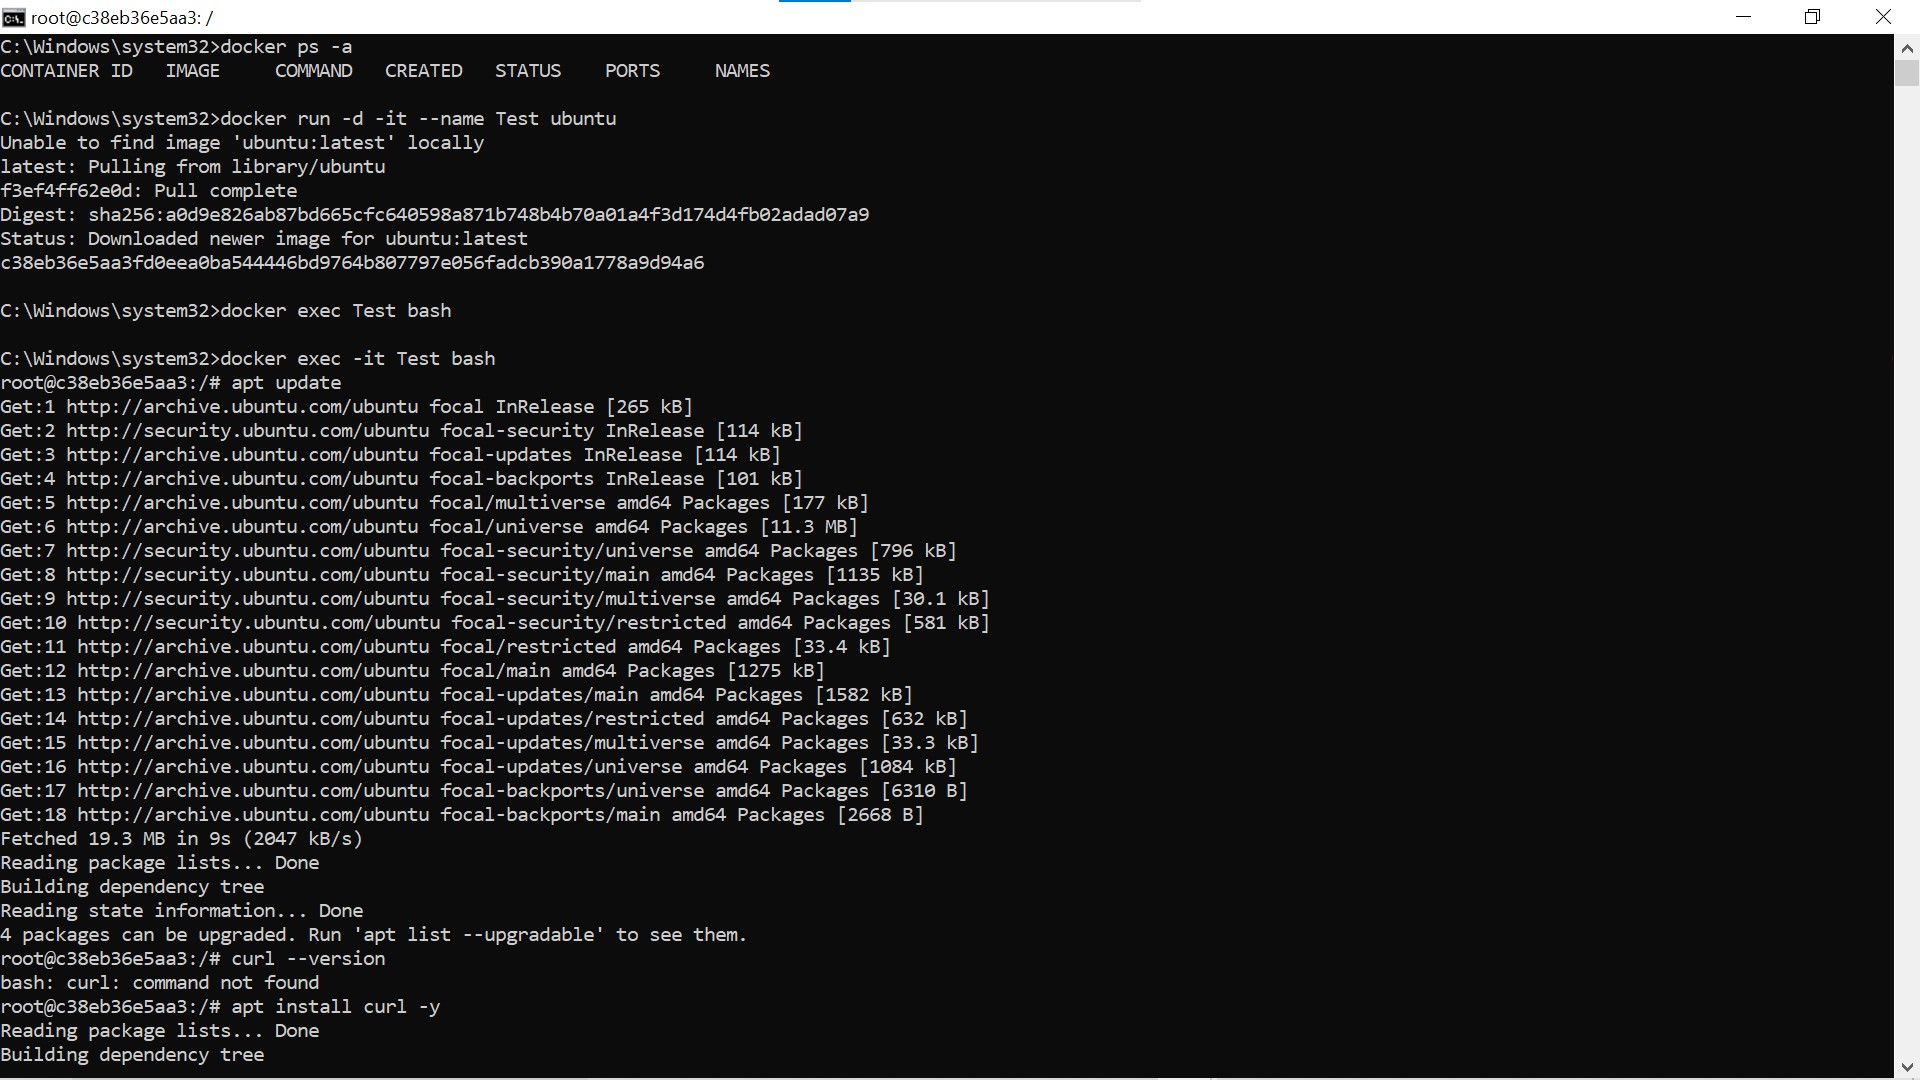 root@c38eb36e5aa3: /
C:\Windows\system32>docker ps -a
CONTAINER ID   IMAGE     COMMAND   CREATED   STATUS    PORTS     NAMES
C:\Windows\system32>docker run -d -it --name Test ubuntu
Unable to find image 'ubuntu:latest' locally
latest: Pulling from library/ubuntu
f3ef4ff62e0d: Pull complete
Digest: sha256:a0d9e826ab87bd665cfc640598a871b748b4b70a01a4f3d174d4fb02adad07a9
Status: Downloaded newer image for ubuntu:latest
c38eb36e5aa3fd0eea0ba544446bd9764b807797e056fadcb390a1778a9d94a6
C:\Windows\system32>docker exec Test bash
C:\Windows\system32>docker exec -it Test bash
root@c38eb36e5aa3:/# apt update
Get:1 http://archive.ubuntu.com/ubuntu focal InRelease [265 kB]
Get:2 http://security.ubuntu.com/ubuntu focal-security InRelease [114 kB]
Get:3 http://archive.ubuntu.com/ubuntu focal-updates InRelease [114 kB]
Get:4 http://archive.ubuntu.com/ubuntu focal-backports InRelease [101 kB]
Get:5 http://archive.ubuntu.com/ubuntu focal/multiverse amd64 Packages [177 kB]
Get:6 http://archive.ubuntu.com/ubuntu focal/universe amd64 Packages [11.3 MB]
Get:7 http://security.ubuntu.com/ubuntu focal-security/universe amd64 Packages [796 kB]
Get:8 http://security.ubuntu.com/ubuntu focal-security/main amd64 Packages [1135 kB]
Get:9 http://security.ubuntu.com/ubuntu focal-security/multiverse amd64 Packages [30.1 kB]
Get:10 http://security.ubuntu.com/ubuntu focal-security/restricted amd64 Packages [581 kB]
Get:11 http://archive.ubuntu.com/ubuntu focal/restricted amd64 Packages [33.4 kB]
Get:12 http://archive.ubuntu.com/ubuntu focal/main amd64 Packages [1275 kB]
Get:13 http://archive.ubuntu.com/ubuntu focal-updates/main amd64 Packages [1582 kB]
Get:14 http://archive.ubuntu.com/ubuntu focal-updates/restricted amd64 Packages [632 kB]
Get:15 http://archive.ubuntu.com/ubuntu focal-updates/multiverse amd64 Packages [33.3 kB]
Get:16 http://archive.ubuntu.com/ubuntu focal-updates/universe amd64 Packages [1084 kB]
Get:17 http://archive.ubuntu.com/ubuntu focal-backports/universe amd64 Packages [6310 B]
Get:18 http://archive.ubuntu.com/ubuntu focal-backports/main amd64 Packages [2668 B]
Fetched 19.3 MB in 9s (2047 kB/s)
Reading package lists... Done
Building dependency tree
Reading state information... Done
4 packages can be upgraded. Run 'apt list --upgradable' to see them.
root@c38eb36e5aa3:/# curl --version
bash: curl: command not found
root@c38eb36e5aa3:/# apt install curl -y
Reading package lists... Done
Building dependency tree